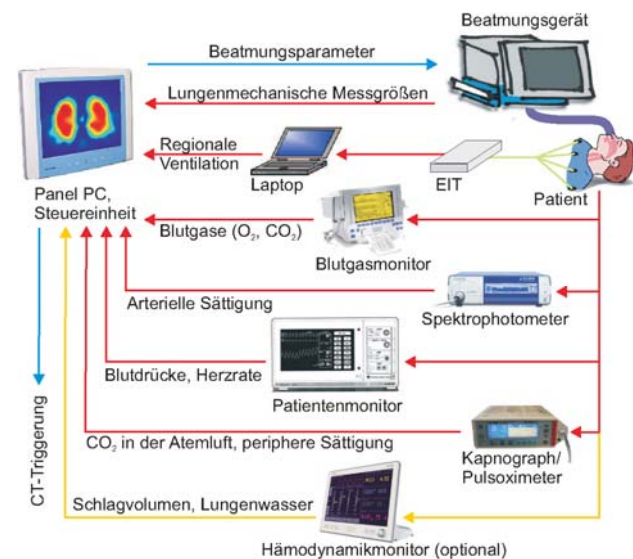 Beatmungsgerät
Beatmungsparameter
Lungenmechanische Messgrößen
Regionale
Ventilation
Laptop
EIT
Patient
Panel PC,
Steuereinheit
Blutgase (O₂, CO₂)
Blutgasmonitor
Arterielle Sättigung
Spektrophotometer
Blutdrücke, Herzrate
Patientenmonitor
CO₂ in der Atemluft, periphere Sättigung
Kapnograph/
Pulsoximeter
CT-Triggerung
Schlagvolumen, Lungenwasser
Hämodynamikmonitor (optional)